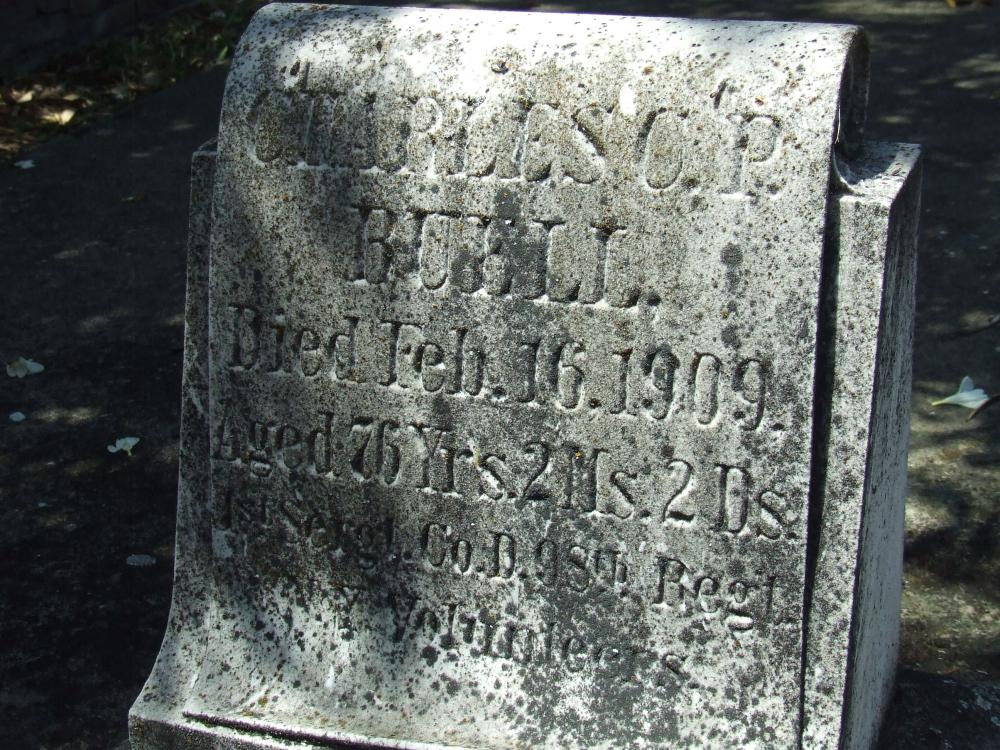 CHARLES C. P.
BUELL,
Died Feb. 16. 1909.
Aged 76 Yrs. 2 Ms. 2 Ds.
1st Sergt. Co. D. 98th. Regt.
N. Y. Volunteers.